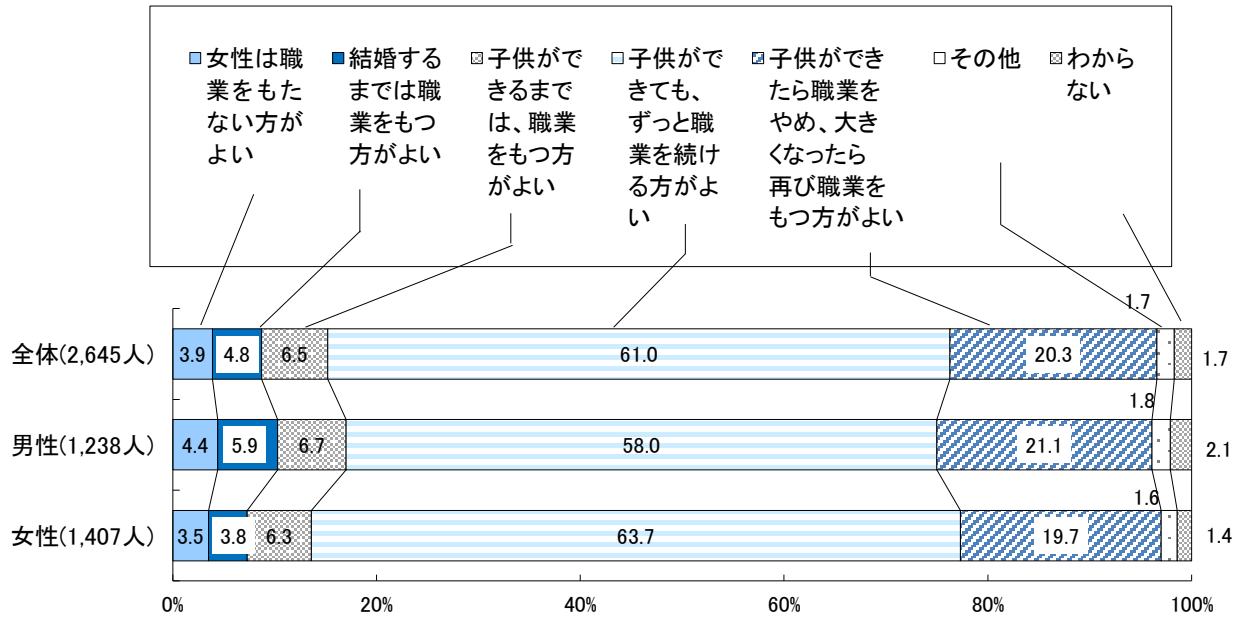 女性は職
業をもた
ない方が
よい
結婚する
までは職
業をもつ
方がよい
子供がで
きるまで
は、職業
をもつ方
がよい
子供がで
きても、
ずっと職
業を続け
る方がよ
い
子供ができ
たら職業を
やめ、大き
くなったら
再び職業を
もつ方がよい
その他
わから
ない
全体(2,645人)
3.9
4.8
6.5
61.0
20.3
1.7
1.7
男性(1,238人)
4.4
5.9
6.7
58.0
21.1
1.8
2.1
女性(1,407人)
3.5
3.8
6.3
63.7
19.7
1.6
1.4
0%
20%
40%
60%
80%
100%